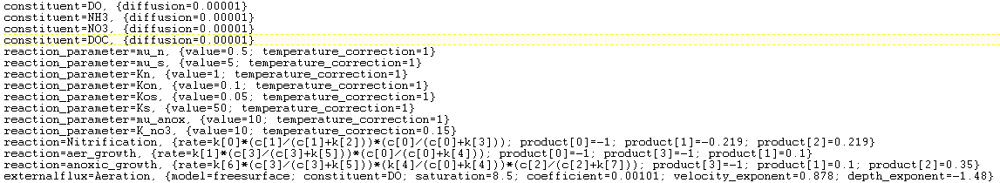 constituent=DO, {diffusion=0.00001}
constituent=NH3, {diffusion=0.00001}
constituent=NO3, {diffusion=0.00001}
constituent=DOC, {diffusion=0.00001}
reaction_parameter=mu_n, {value=0.5; temperature_correction=1}
reaction_parameter=mu_s, {value=5; temperature_correction=1}
reaction_parameter=Kn, {value=1; temperature_correction=1}
reaction_parameter=Kon, {value=0.1; temperature_correction=1}
reaction_parameter=Kos, {value=0.05; temperature_correction=1}
reaction_parameter=Ks, {value=50; temperature_correction=1}
reaction_parameter=mu_anox, {value=10; temperature_correction=1}
reaction_parameter=K_no3, {value=10; temperature_correction=0.15}
reaction=Nitrification, {rate=k[0]*(c[1]/(c[1]+k[2]))*(c[0]/(c[0]+k[3])); product[0]=-1; product[1]=-0.219; product[2]=0.219}
reaction=aer_growth, {rate=k[1]*(c[3]/(c[3]+k[5]))*(c[0]/(c[0]+k[4])); product[0]=-1; product[3]=-1; product[1]=0.1}
reaction=anoxic_growth, {rate=k[6]*(c[3]/(c[3]+k[5]))*(k[4]/(c[0]+k[4]))*(c[2]/(c[2]+k[7])); product[3]=-1; product[1]=0.1; product[2]=0.35}
externalflux=Aeration, {model=freesurface; constituent=DO; saturation=8.5; coefficient=0.00101; velocity_exponent=0.878; depth_exponent=-1.48}